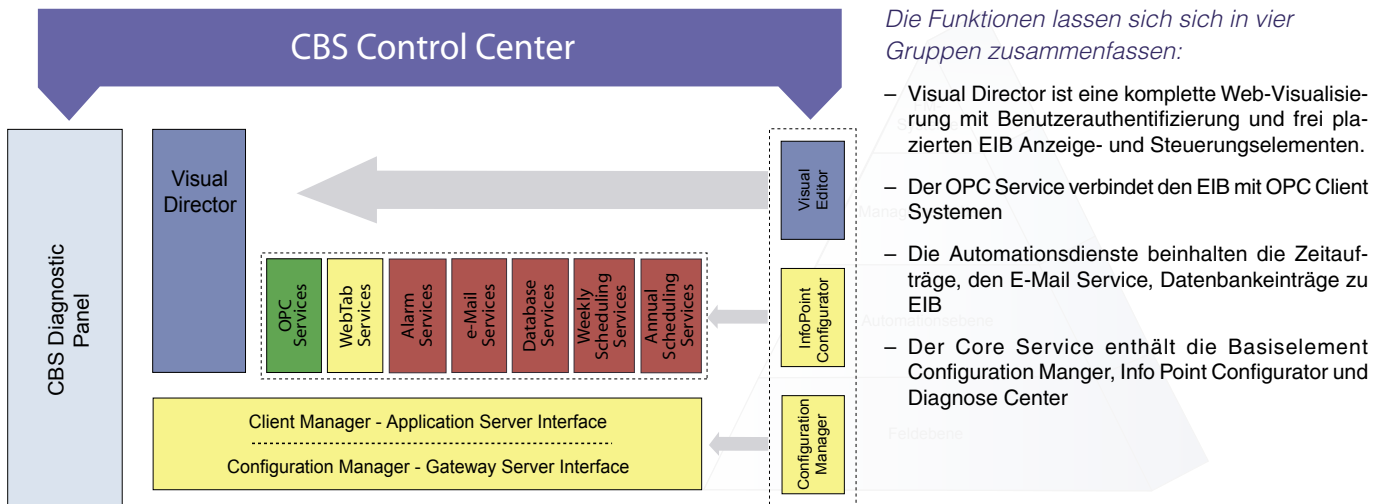 CBS Control Center
CBS Diagnostic
Panel
Visual
Director
Visual
Editor
OPC
Services
WebTab
Services
Alarm
Services
e-Mail
Services
Database
Services
Weekly
Scheduling
Services
Annual
Scheduling
Services
InfoPoint
Configurator
Client Manager - Application Server Interface
Configuration Manager - Gateway Server Interface
Configuration
Manager
Die Funktionen lassen sich sich in vier
Gruppen zusammenfassen:
– Visual Director ist eine komplette Web-Visualisie-
rung mit Benutzerauthentifizierung und frei pla-
zierten EIB Anzeige- und Steuerungselementen.
– Der OPC Service verbindet den EIB mit OPC Client
Systemen
– Die Automationsdienste beinhalten die Zeitauf-
träge, den E-Mail Service, Datenbankeinträge zu
EIB
– Der Core Service enthält die Basiselement
Configuration Manger, Info Point Configurator und
Diagnose Center
Automationsebene
Feldebene